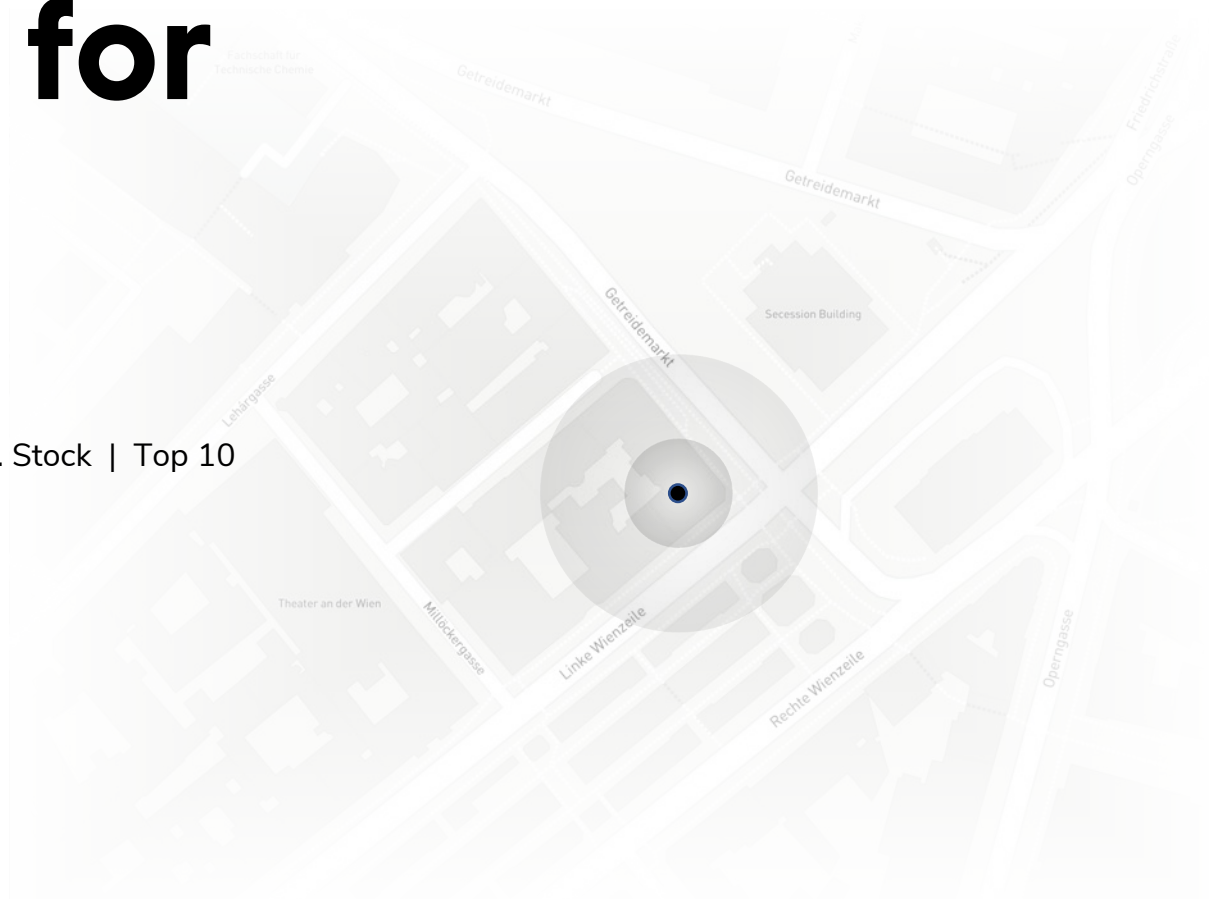 for
Fachschaft für
Technische Chemie
Getreidemarkt
Getreidemarkt
Friedrichstraße
Operngasse
Getreidemarkt
Secession Building
Lehárgasse
. Stock | Top 10
Theater an der Wien
Millöckergasse
Linke Wienzeile
Rechte Wienzeile
Operngasse